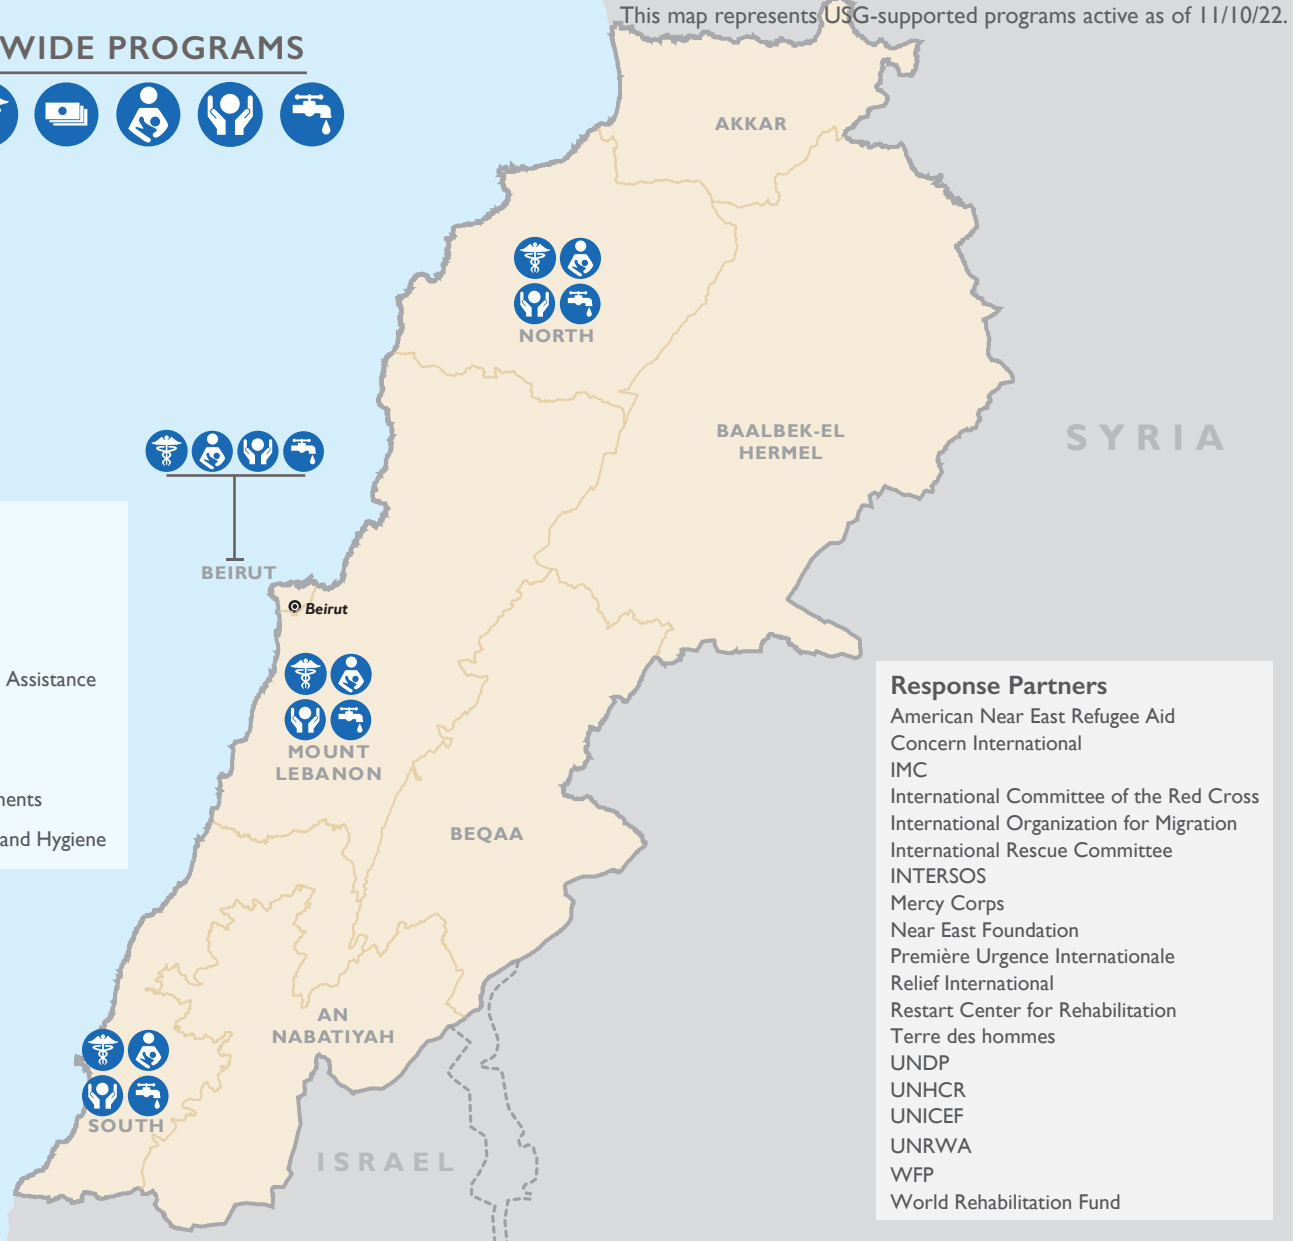 This map represents USG-supported programs active as of 11/10/22.
WIDE PROGRAMS
AKKAR
NORTH
BAALBEK-EL
HERMEL
SYRIA
BEIRUT
Beirut
MOUNT
LEBANON
BEQAA
AN
NABATIYAH
SOUTH
ISRAEL
Assistance
and Hygiene
Response Partners
American Near East Refugee Aid
Concern International
IMC
International Committee of the Red Cross
International Organization for Migration
International Rescue Committee
INTERSOS
Mercy Corps
Near East Foundation
Première Urgence Internationale
Relief International
Restart Center for Rehabilitation
Terre des hommes
UNDP
UNHCR
UNICEF
UNRWA
WFP
World Rehabilitation Fund